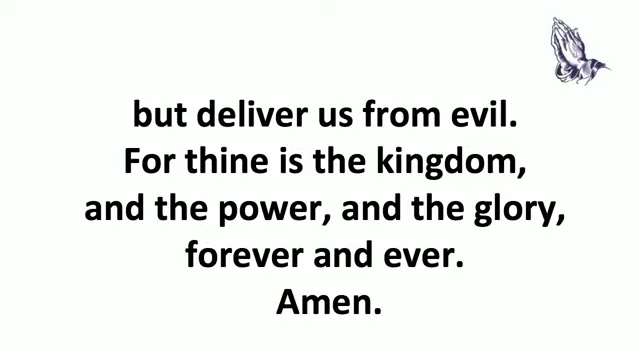 but deliver us from evil.
For thine is the kingdom,
and the power, and the glory,
forever and ever.
Amen.